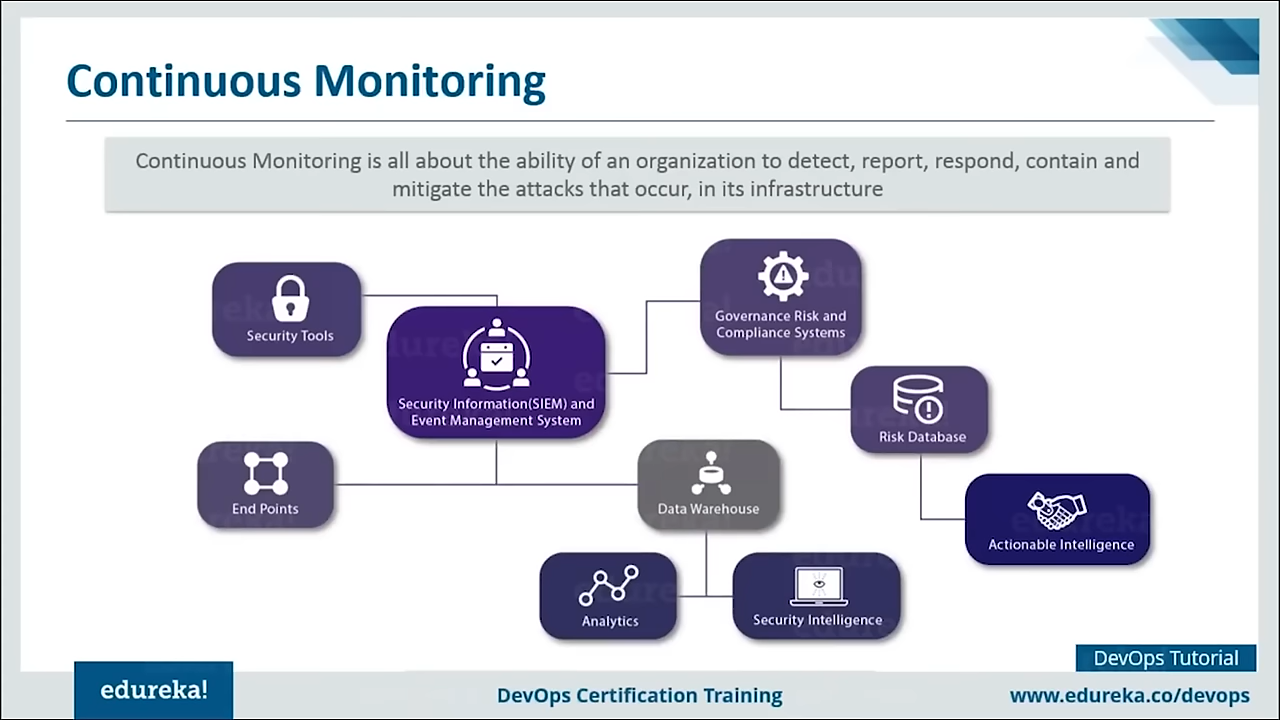 Continuous Monitoring
Continuous Monitoring is all about the ability of an organization to detect, report, respond, contain and
mitigate the attacks that occur, in its infrastructure
Security Tools
Security Information(SIEM) and
Event Management System
Governance Risk and
Compliance Systems
Risk Database
End Points
Data Warehouse
Actionable Intelligence
Analytics
Security Intelligence
DevOps Tutorial
edureka!
DevOps Certification Training
www.edureka.co/devops